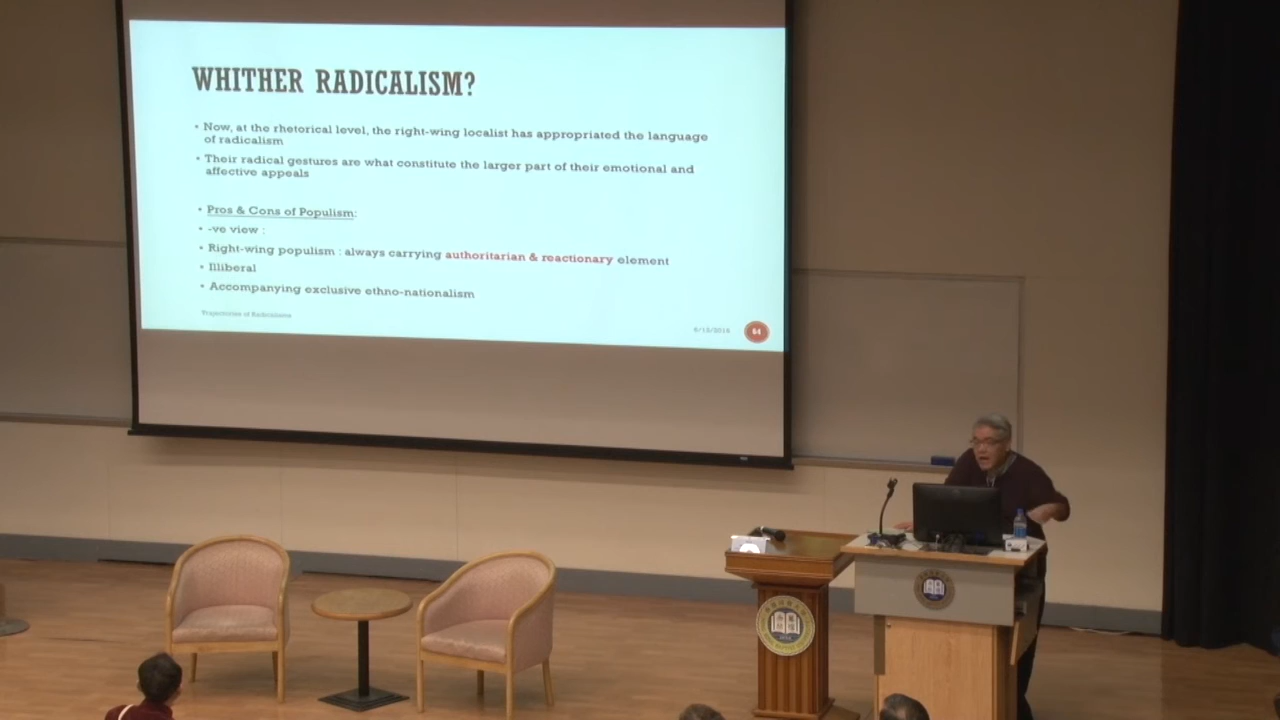 WHITHER RADICALISM?
• Now, at the rhetorical level, the right-wing localist has appropriated the language
of radicalism
• Their radical gestures are what constitute the larger part of their emotional and
affective appeals
• Pros & Cons of Populism:
• -ve view :
• Right-wing populism : always carrying authoritarian & reactionary element
• Illiberal
• Accompanying exclusive ethno-nationalism
Trajectories of Radicalisms
64